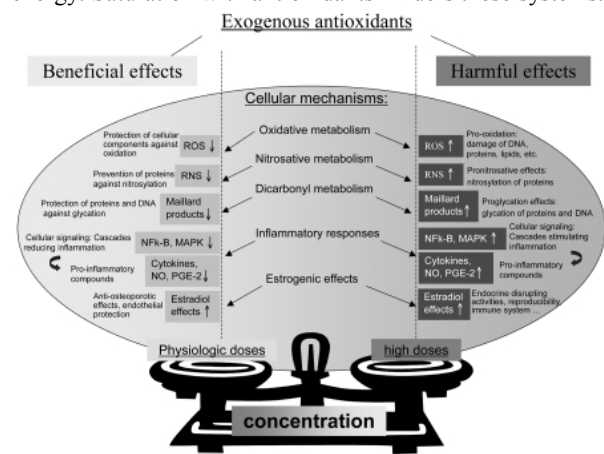 Exogenous antioxidants
Beneficial effects
Harmful effects
Cellular mechanisms:
Protection of cellular
components against
oxidation
ROS ↓
Oxidative metabolism
ROS ↑
Pro-oxidation:
damage of DNA,
proteins, lipids, etc.
Prevention of proteins
against nitrosylation
RNS ↓
Nitrosative metabolism
RNS ↑
Pronitrosative effects:
nitrosylation of proteins
Protection of proteins and DNA
against glycation
Maillard
products ↓
Dicarbonyl metabolism
Maillard
products ↑
Proglycation effects:
glycation of proteins and DNA
Cellular signaling: Cascades
reducing inflammation
NFk-B, MAPK ↓
Inflammatory responses
NFk-B, MAPK ↑
Cellular signaling:
Cascades stimulating
inflammation
Pro-inflammatory
compounds
Cytokines,
NO, PGE-2 ↓
Cytokines,
NO, PGE-2 ↑
Pro-inflammatory
compounds
Anti-osteoporotic
effects, endothelial
protection
Estradiol
effects ↑
Estrogenic effects
Estradiol
effects ↑
Endocrine disrupting
activities, reproducibility,
immune system ...
Physiologic doses
high doses
concentration